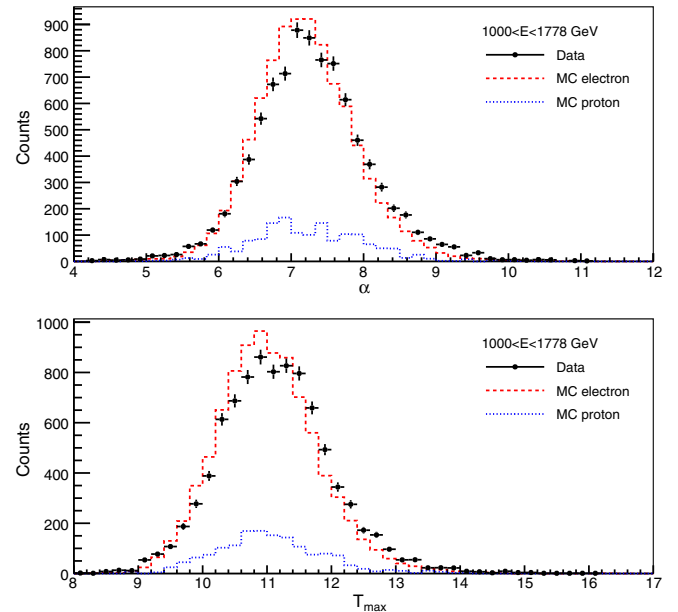 900
800
700
600
500
400
300
200
100
0
Counts
1000<E<1778 GeV
Data
MC electron
MC proton
4 5 6 7 8 9 10 11 12
α
1000
800
600
400
200
0
Counts
1000<E<1778 GeV
Data
MC electron
MC proton
8 9 10 11 12 13 14 15 16 17
Tmax